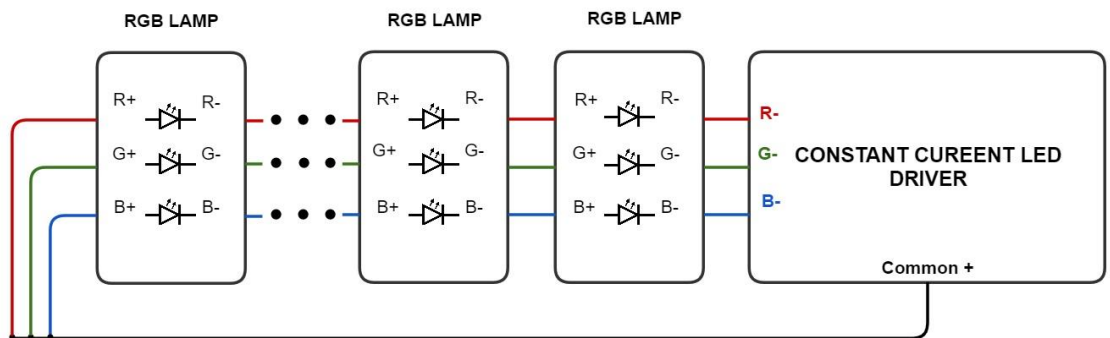 RGB LAMP
RGB LAMP
RGB LAMP
R+
R-
G+
G-
B+
B-
R+
R-
G+
G-
B+
B-
R+
R-
G+
G-
B+
B-
R-
G-
B-
CONSTANT CUREENT LED
DRIVER
Common +